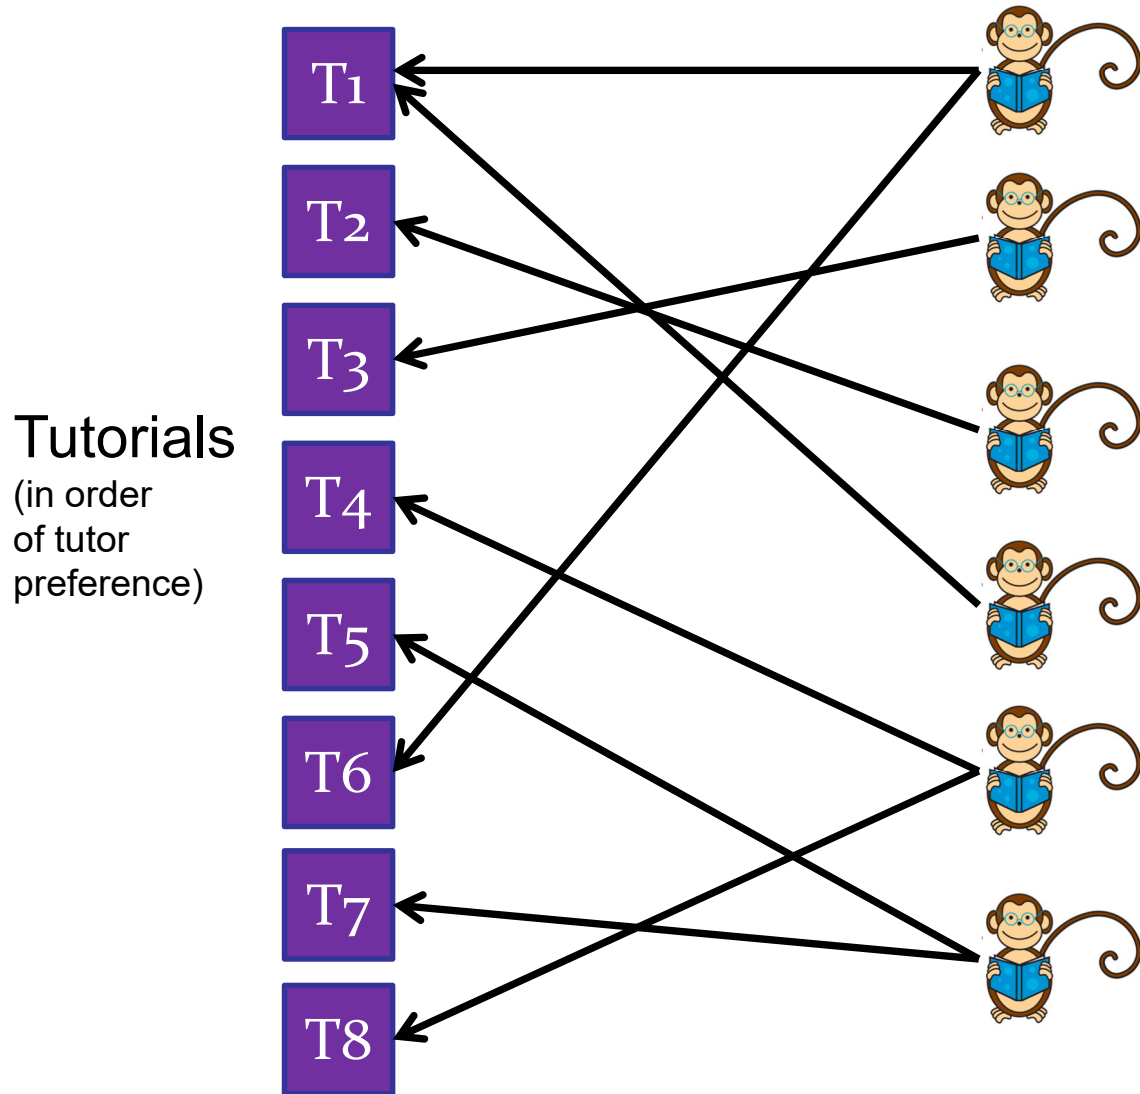 T1
T2
T3
Tutorials
(in order
of tutor
preference)
T4
T5
T6
T7
T8